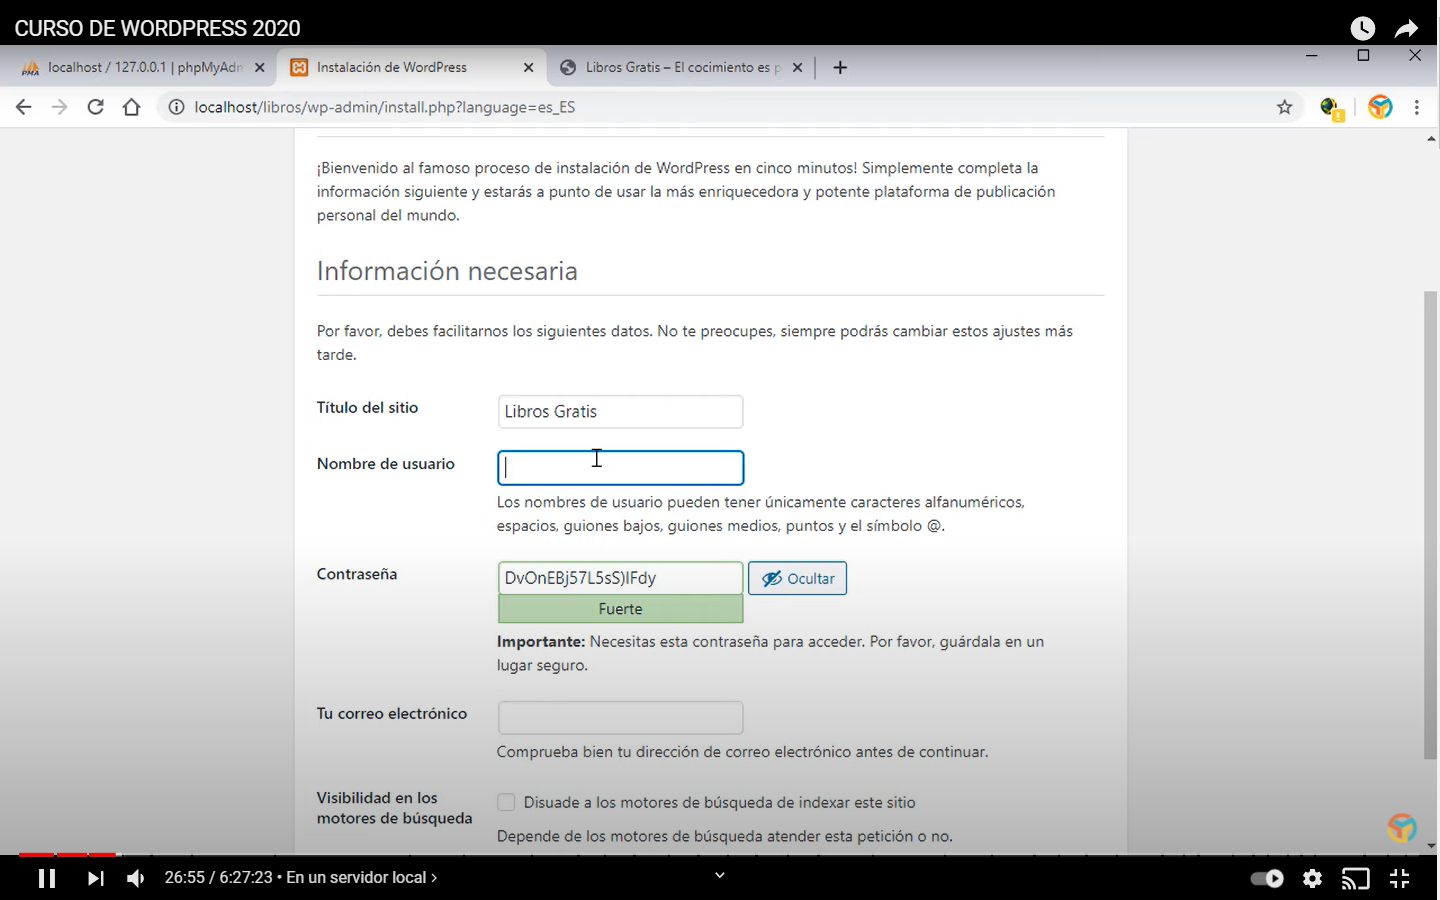 CURSO DE WORDPRESS 2020
localhost / 127.0.0.1 | phpMyAdm
Instalación de WordPress
Libros Gratis – El cocimiento es p
localhost/libros/wp-admin/install.php?language=es_ES
¡Bienvenido al famoso proceso de instalación de WordPress en cinco minutos! Simplemente completa la
información siguiente y estarás a punto de usar la más enriquecedora y potente plataforma de publicación
personal del mundo.
Información necesaria
Por favor, debes facilitarnos los siguientes datos. No te preocupes, siempre podrás cambiar estos ajustes más
tarde.
Título del sitio
Libros Gratis
Nombre de usuario
Los nombres de usuario pueden tener únicamente caracteres alfanuméricos,
espacios, guiones bajos, guiones medios, puntos y el símbolo @.
Contraseña
DvOnEBj57L5sS)IFdy
Ocultar
Fuerte
Importante: Necesitas esta contraseña para acceder. Por favor, guárdala en un
lugar seguro.
Tu correo electrónico
Comprueba bien tu dirección de correo electrónico antes de continuar.
Visibilidad en los
motores de búsqueda
Disuade a los motores de búsqueda de indexar este sitio
Depende de los motores de búsqueda atender esta petición o no.
26:55 / 6:27:23 • En un servidor local ›